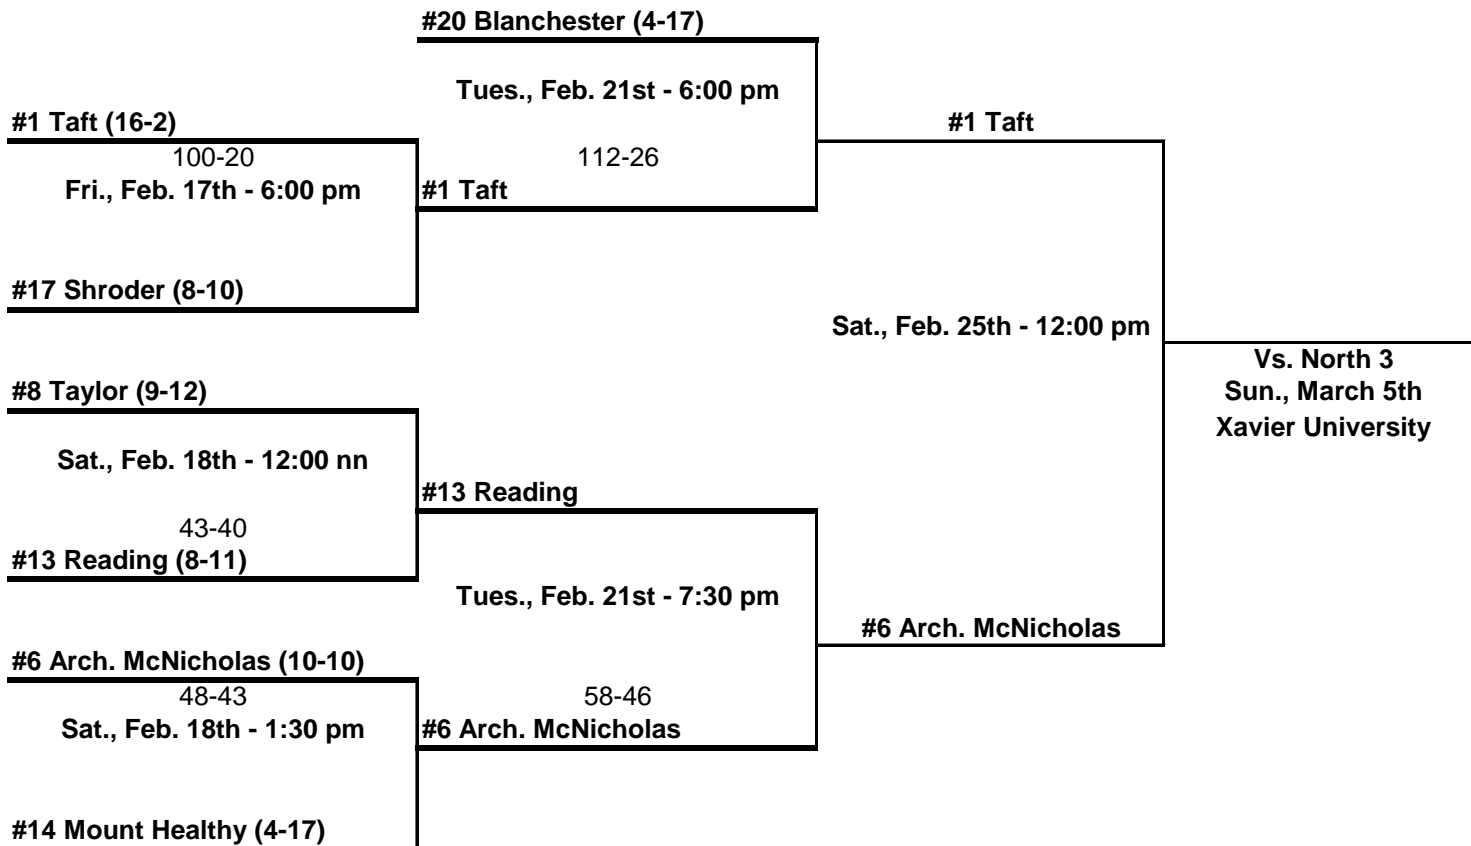 #20 Blanchester (4-17)
Tues., Feb. 21st - 6:00 pm
#1 Taft (16-2)
#1 Taft
100-20
112-26
Fri., Feb. 17th - 6:00 pm
#1 Taft
#17 Shroder (8-10)
Sat., Feb. 25th - 12:00 pm
Vs. North 3
#8 Taylor (9-12)
Sun., March 5th
Xavier University
Sat., Feb. 18th - 12:00 nn
#13 Reading
43-40
#13 Reading (8-11)
Tues., Feb. 21st - 7:30 pm
#6 Arch. McNicholas
#6 Arch. McNicholas (10-10)
48-43
58-46
Sat., Feb. 18th - 1:30 pm
#6 Arch. McNicholas
#14 Mount Healthy (4-17)